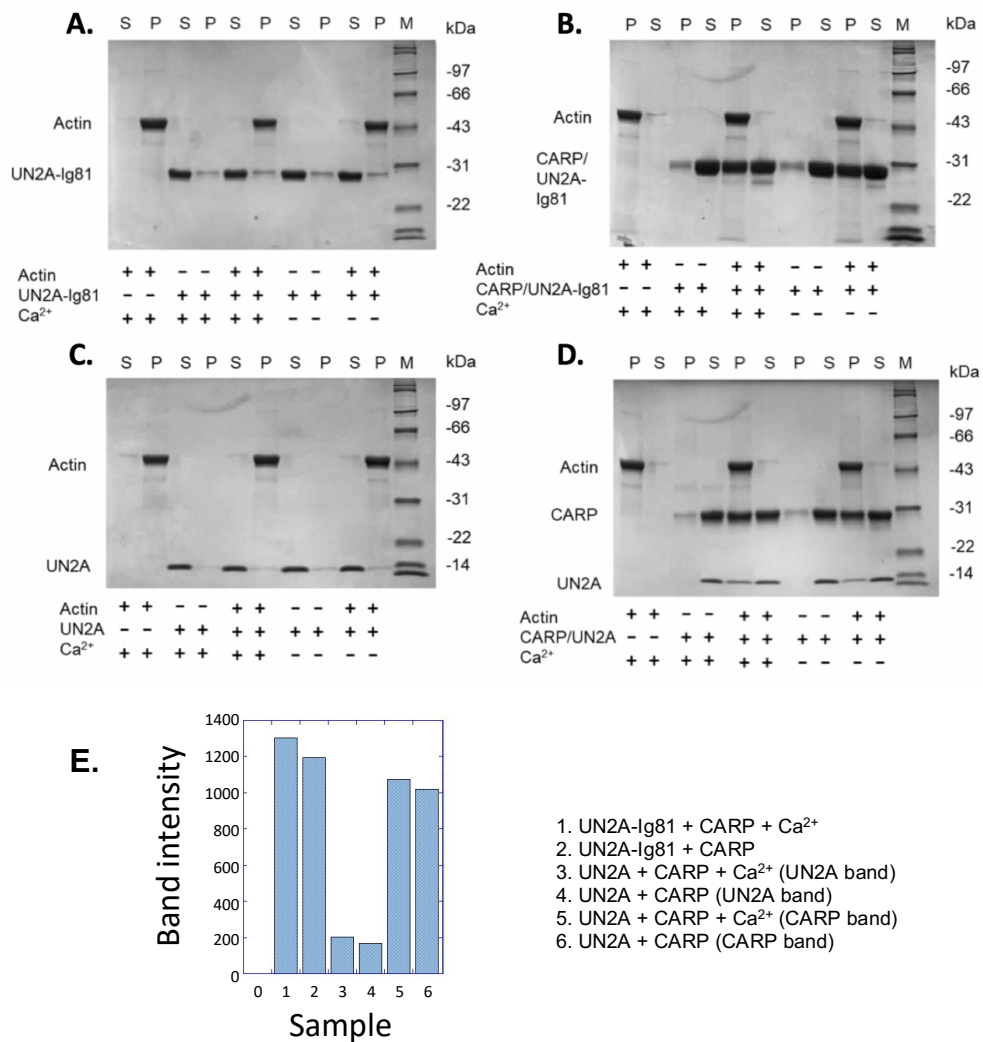 A.
S P S P S P S P S P M kDa
Actin
UN2A-Ig81
-97
-66
-43
-31
-22
Actin + + − − + + − − + +
UN2A-Ig81 − − + + + + + + + +
Ca²⁺ + + + + + + − − − −
B.
P S P S P S P S P S M kDa
Actin
CARP/
UN2A-
Ig81
-97
-66
-43
-31
-22
Actin + + − − + + − − + +
CARP/UN2A-Ig81 − − + + + + + + + +
Ca²⁺ + + + + + + − − − −
C.
S P S P S P S P S P M kDa
Actin
UN2A
-97
-66
-43
-31
-22
-14
Actin + + − − + + − − + +
UN2A − − + + + + + + + +
Ca²⁺ + + + + + + − − − −
D.
P S P S P S P S P S M kDa
Actin
CARP
UN2A
-97
-66
-43
-31
-22
-14
Actin + + − − + + − − + +
CARP/UN2A − − + + + + + + + +
Ca²⁺ + + + + + + − − − −
E.
Band intensity
1400
1200
1000
800
600
400
200
0
0 1 2 3 4 5 6
Sample
1. UN2A-Ig81 + CARP + Ca²⁺
2. UN2A-Ig81 + CARP
3. UN2A + CARP + Ca²⁺ (UN2A band)
4. UN2A + CARP (UN2A band)
5. UN2A + CARP + Ca²⁺ (CARP band)
6. UN2A + CARP (CARP band)